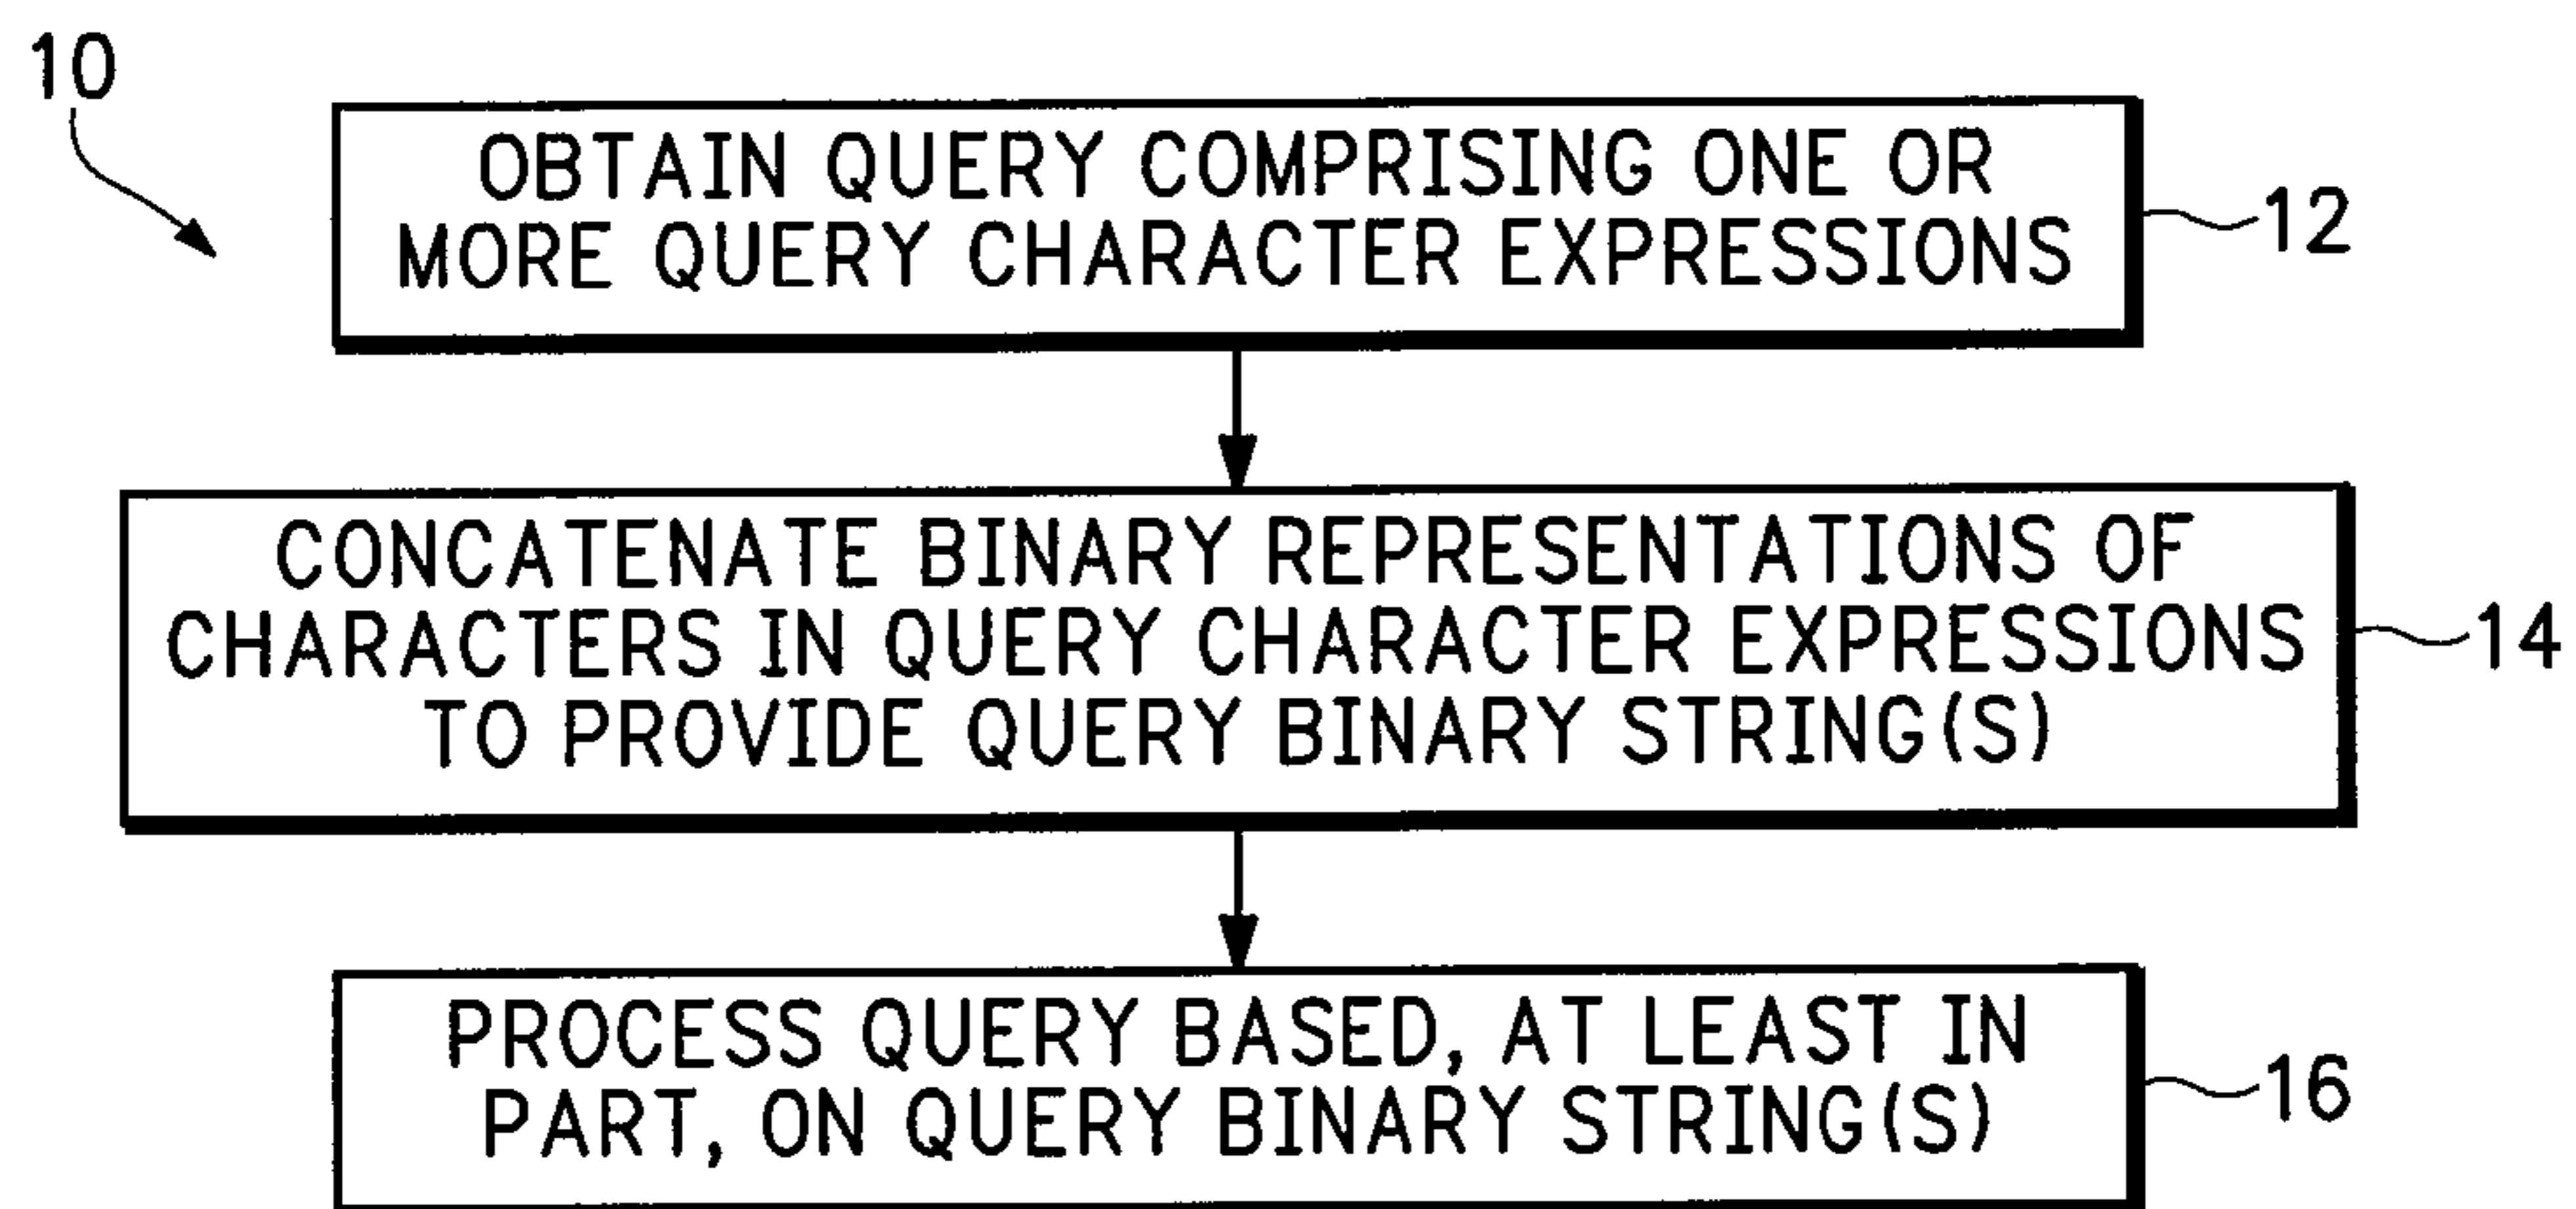 10
OBTAIN QUERY COMPRISING ONE OR
MORE QUERY CHARACTER EXPRESSIONS
12
CONCATENATE BINARY REPRESENTATIONS OF
CHARACTERS IN QUERY CHARACTER EXPRESSIONS
TO PROVIDE QUERY BINARY STRING(S)
14
PROCESS QUERY BASED, AT LEAST IN
PART, ON QUERY BINARY STRING(S)
16